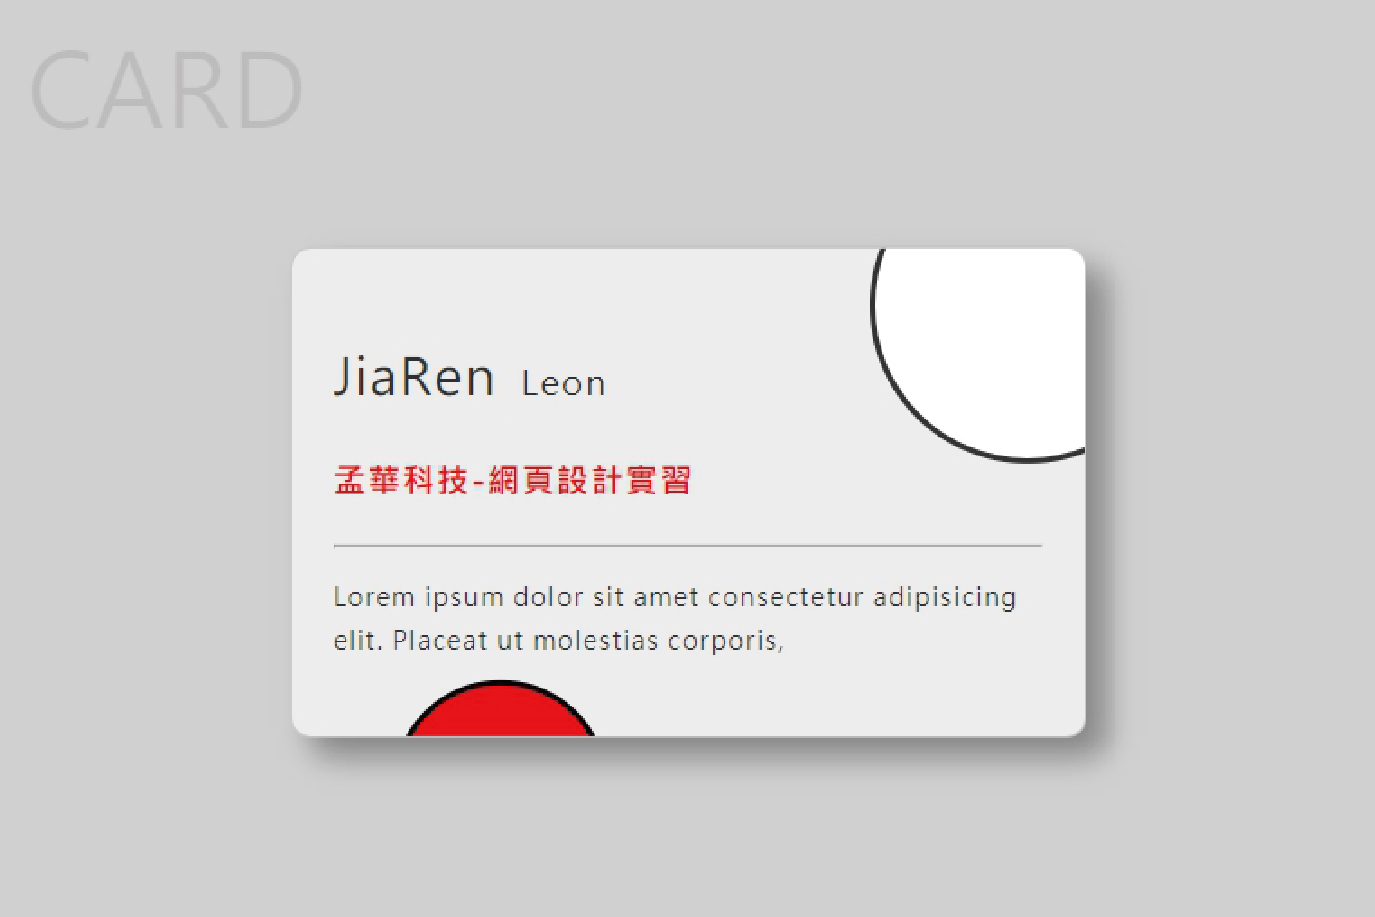 CARD
JiaRen Leon
孟華科技-網頁設計實習
Lorem ipsum dolor sit amet consectetur adipisicing
elit. Placeat ut molestias corporis,